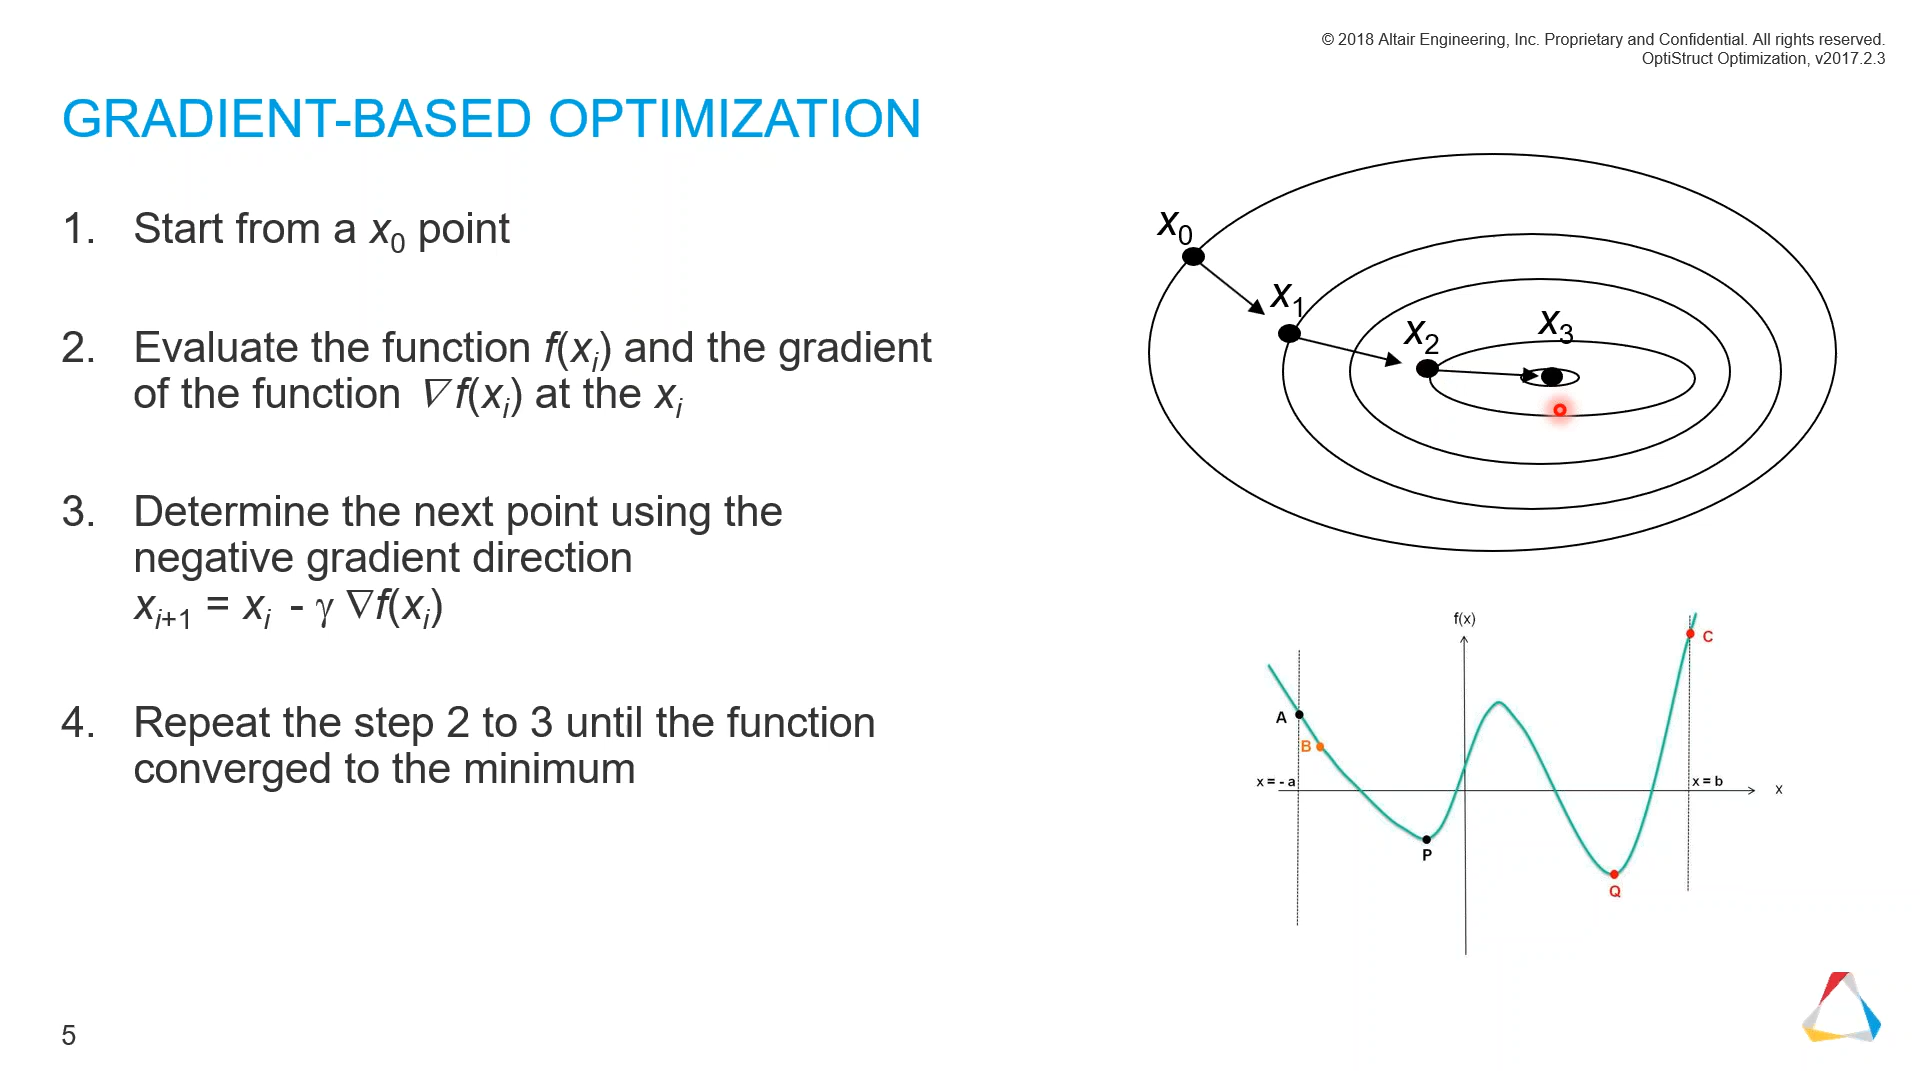 © 2018 Altair Engineering, Inc. Proprietary and Confidential. All rights reserved.
OptiStruct Optimization, v2017.2.3
GRADIENT-BASED OPTIMIZATION
1. Start from a x0 point
2. Evaluate the function f(xi) and the gradient
of the function ∇f(xi) at the xi
3. Determine the next point using the
negative gradient direction
xi+1 = xi - γ ∇f(xi)
4. Repeat the step 2 to 3 until the function
converged to the minimum
x0
x1
x2
x3
f(x)
C
A
B
x = - a
x = b
x
P
Q
5